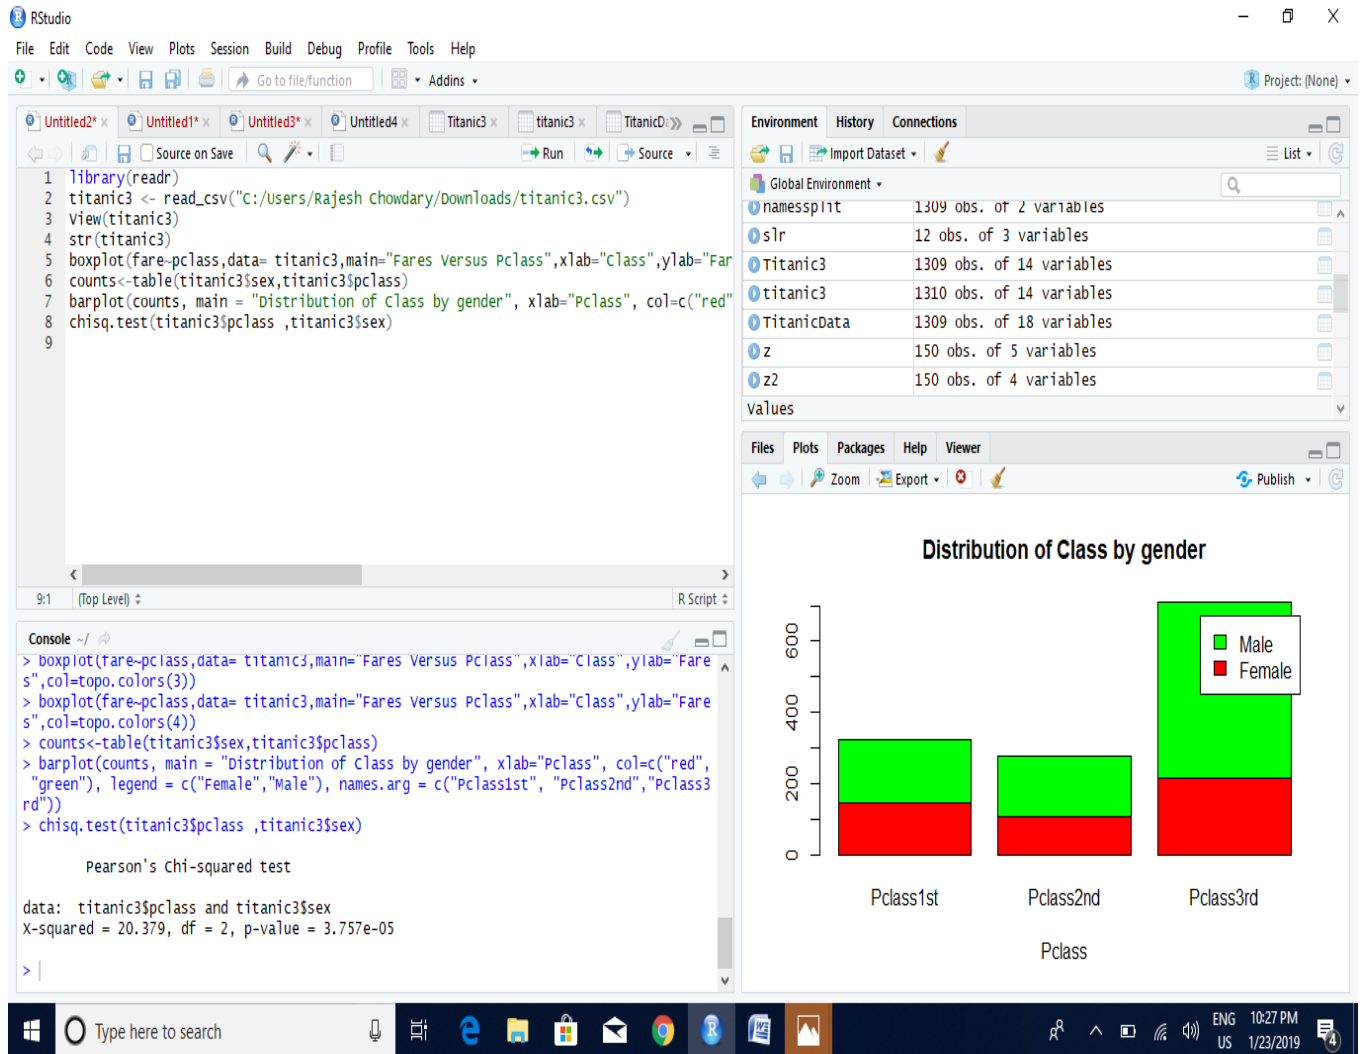 RStudio
File Edit Code View Plots Session Build Debug Profile Tools Help
Go to file/function Addins Project: (None)
Untitled2* Untitled1* Untitled3* Untitled4 Titanic3 titanic3 TitanicD
Source on Save Run Source
1 library(readr)
2 titanic3 <- read_csv("C:/Users/Rajesh Chowdary/Downloads/titanic3.csv")
3 View(titanic3)
4 str(titanic3)
5 boxplot(fare~pclass,data= titanic3,main="Fares Versus Pclass",xlab="Class",ylab="Far
6 counts<-table(titanic3$sex,titanic3$pclass)
7 barplot(counts, main = "Distribution of Class by gender", xlab="Pclass", col=c("red"
8 chisq.test(titanic3$pclass ,titanic3$sex)
9
9:1 (Top Level) R Script
Console ~/
> boxplot(fare~pclass,data= titanic3,main="Fares Versus Pclass",xlab="Class",ylab="Fare
s",col=topo.colors(3))
> boxplot(fare~pclass,data= titanic3,main="Fares Versus Pclass",xlab="Class",ylab="Fare
s",col=topo.colors(4))
> counts<-table(titanic3$sex,titanic3$pclass)
> barplot(counts, main = "Distribution of Class by gender", xlab="Pclass", col=c("red",
"green"), legend = c("Female","Male"), names.arg = c("Pclass1st", "Pclass2nd","Pclass3
rd"))
> chisq.test(titanic3$pclass ,titanic3$sex)
Pearson's Chi-squared test
data: titanic3$pclass and titanic3$sex
X-squared = 20.379, df = 2, p-value = 3.757e-05
>
Environment History Connections
Import Dataset List
Global Environment
namessplit 1309 obs. of 2 variables
slr 12 obs. of 3 variables
Titanic3 1309 obs. of 14 variables
titanic3 1310 obs. of 14 variables
TitanicData 1309 obs. of 18 variables
z 150 obs. of 5 variables
z2 150 obs. of 4 variables
Values
Files Plots Packages Help Viewer
Zoom Export Publish
Distribution of Class by gender
600
400
200
0
Male
Female
Pclass1st Pclass2nd Pclass3rd
Pclass
Type here to search
ENG 10:27 PM
US 1/23/2019
4